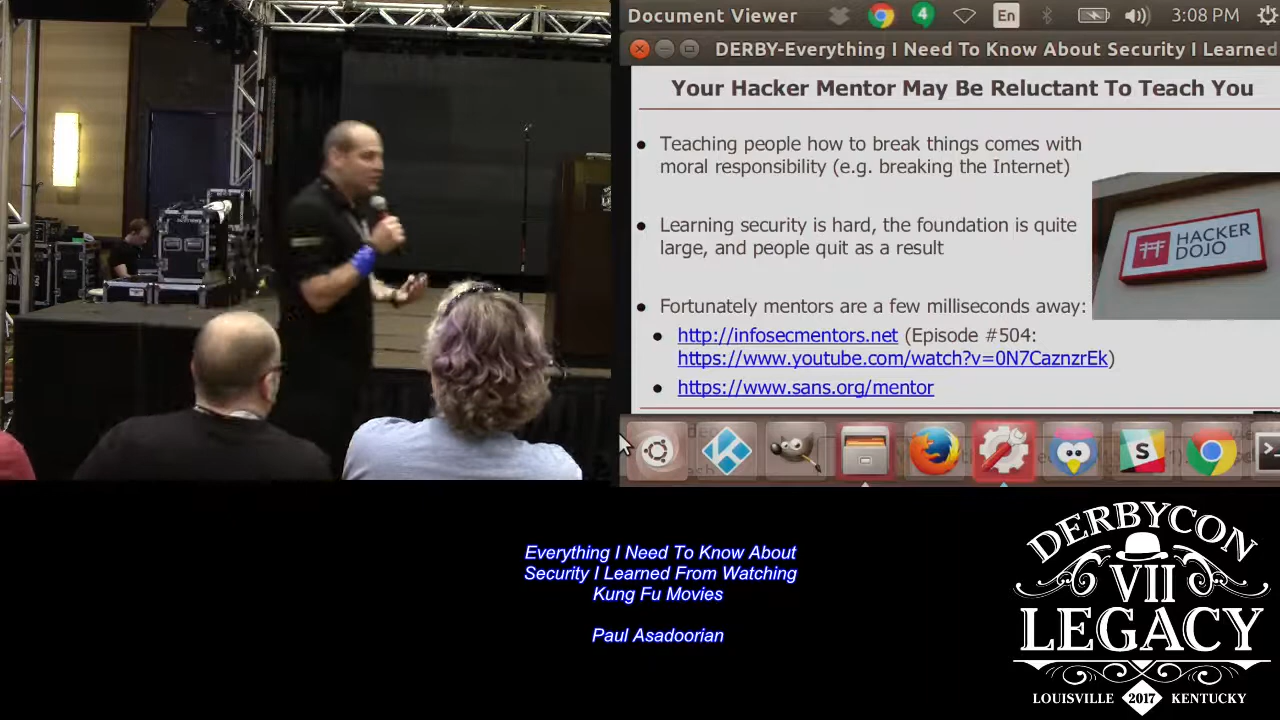 Document Viewer
4
En
3:08 PM
DERBY-Everything I Need To Know About Security I Learned
Your Hacker Mentor May Be Reluctant To Teach You
Teaching people how to break things comes with
moral responsibility (e.g. breaking the Internet)
Learning security is hard, the foundation is quite
large, and people quit as a result
HACKER
DOJO
Fortunately mentors are a few milliseconds away:
http://infosecmentors.net (Episode #504:
https://www.youtube.com/watch?v=0N7CaznzrEk)
https://www.sans.org/mentor
S
Everything I Need To Know About
Security I Learned From Watching
Kung Fu Movies
Paul Asadoorian
DERBYCON
VII
LEGACY
LOUISVILLE 2017 KENTUCKY